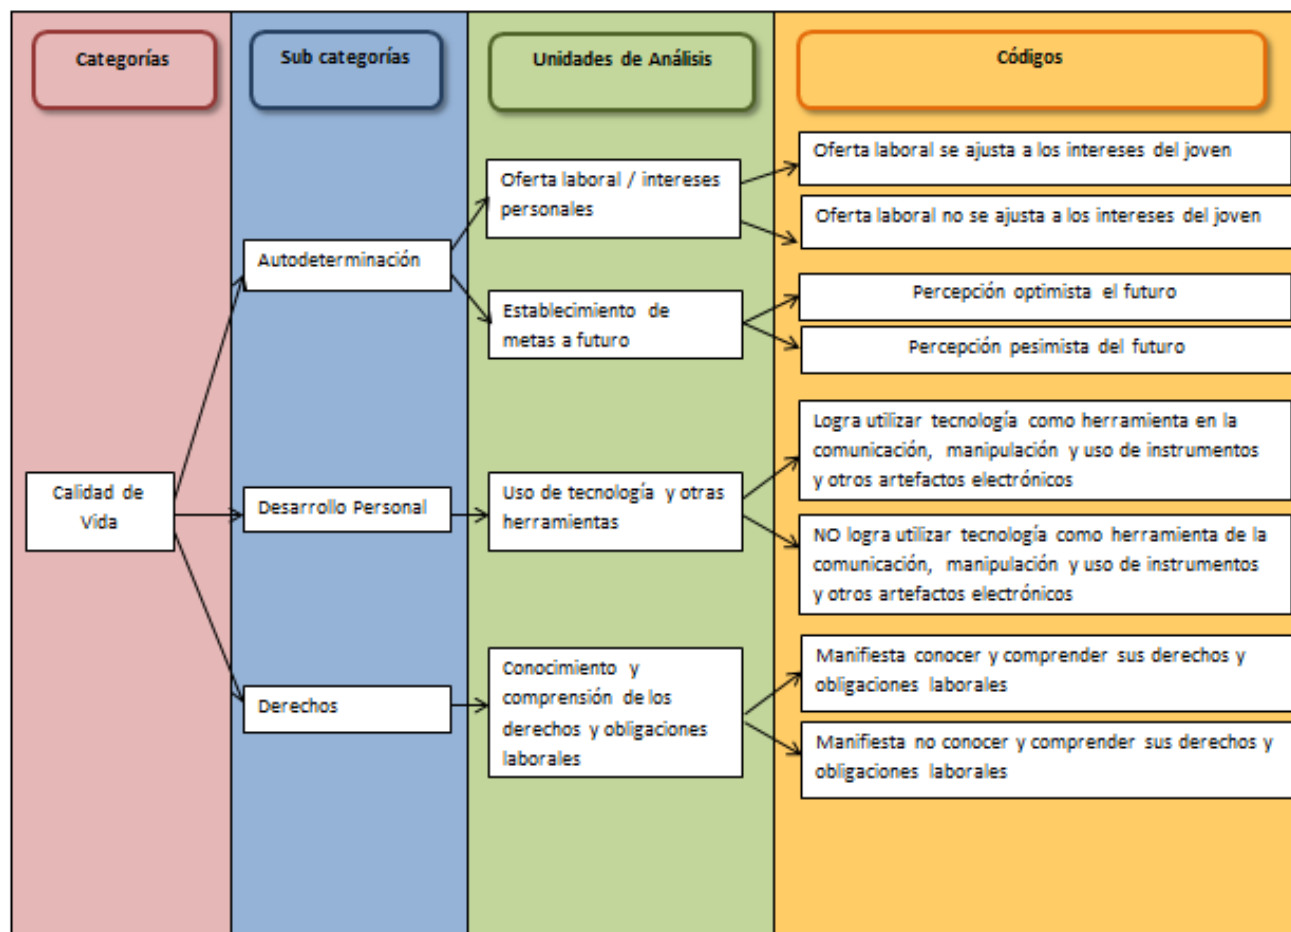 Categorías
Sub categorías
Unidades de Análisis
Códigos
Calidad de
Vida
Autodeterminación
Desarrollo Personal
Derechos
Oferta laboral / intereses
personales
Establecimiento de
metas a futuro
Uso de tecnología y otras
herramientas
Conocimiento y
comprensión de los
derechos y obligaciones
laborales
Oferta laboral se ajusta a los intereses del joven
Oferta laboral no se ajusta a los intereses del joven
Percepción optimista el futuro
Percepción pesimista del futuro
Logra utilizar tecnología como herramienta en la
comunicación, manipulación y uso de instrumentos
y otros artefactos electrónicos
NO logra utilizar tecnología como herramienta de la
comunicación, manipulación y uso de instrumentos
y otros artefactos electrónicos
Manifiesta conocer y comprender sus derechos y
obligaciones laborales
Manifiesta no conocer y comprender sus derechos y
obligaciones laborales